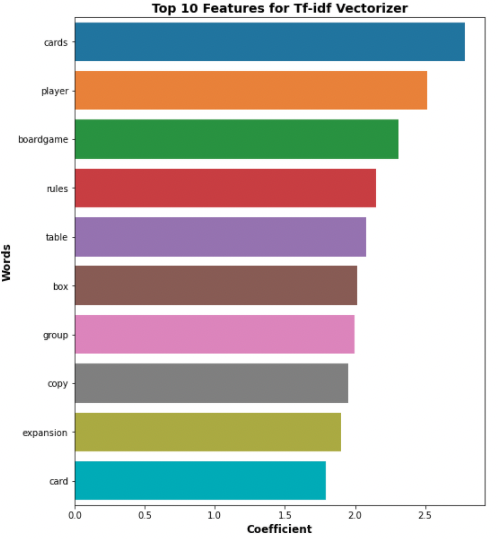 Top 10 Features for Tf-idf Vectorizer
cards
player
boardgame
rules
table
box
group
copy
expansion
card
Words
0.0 0.5 1.0 1.5 2.0 2.5
Coefficient